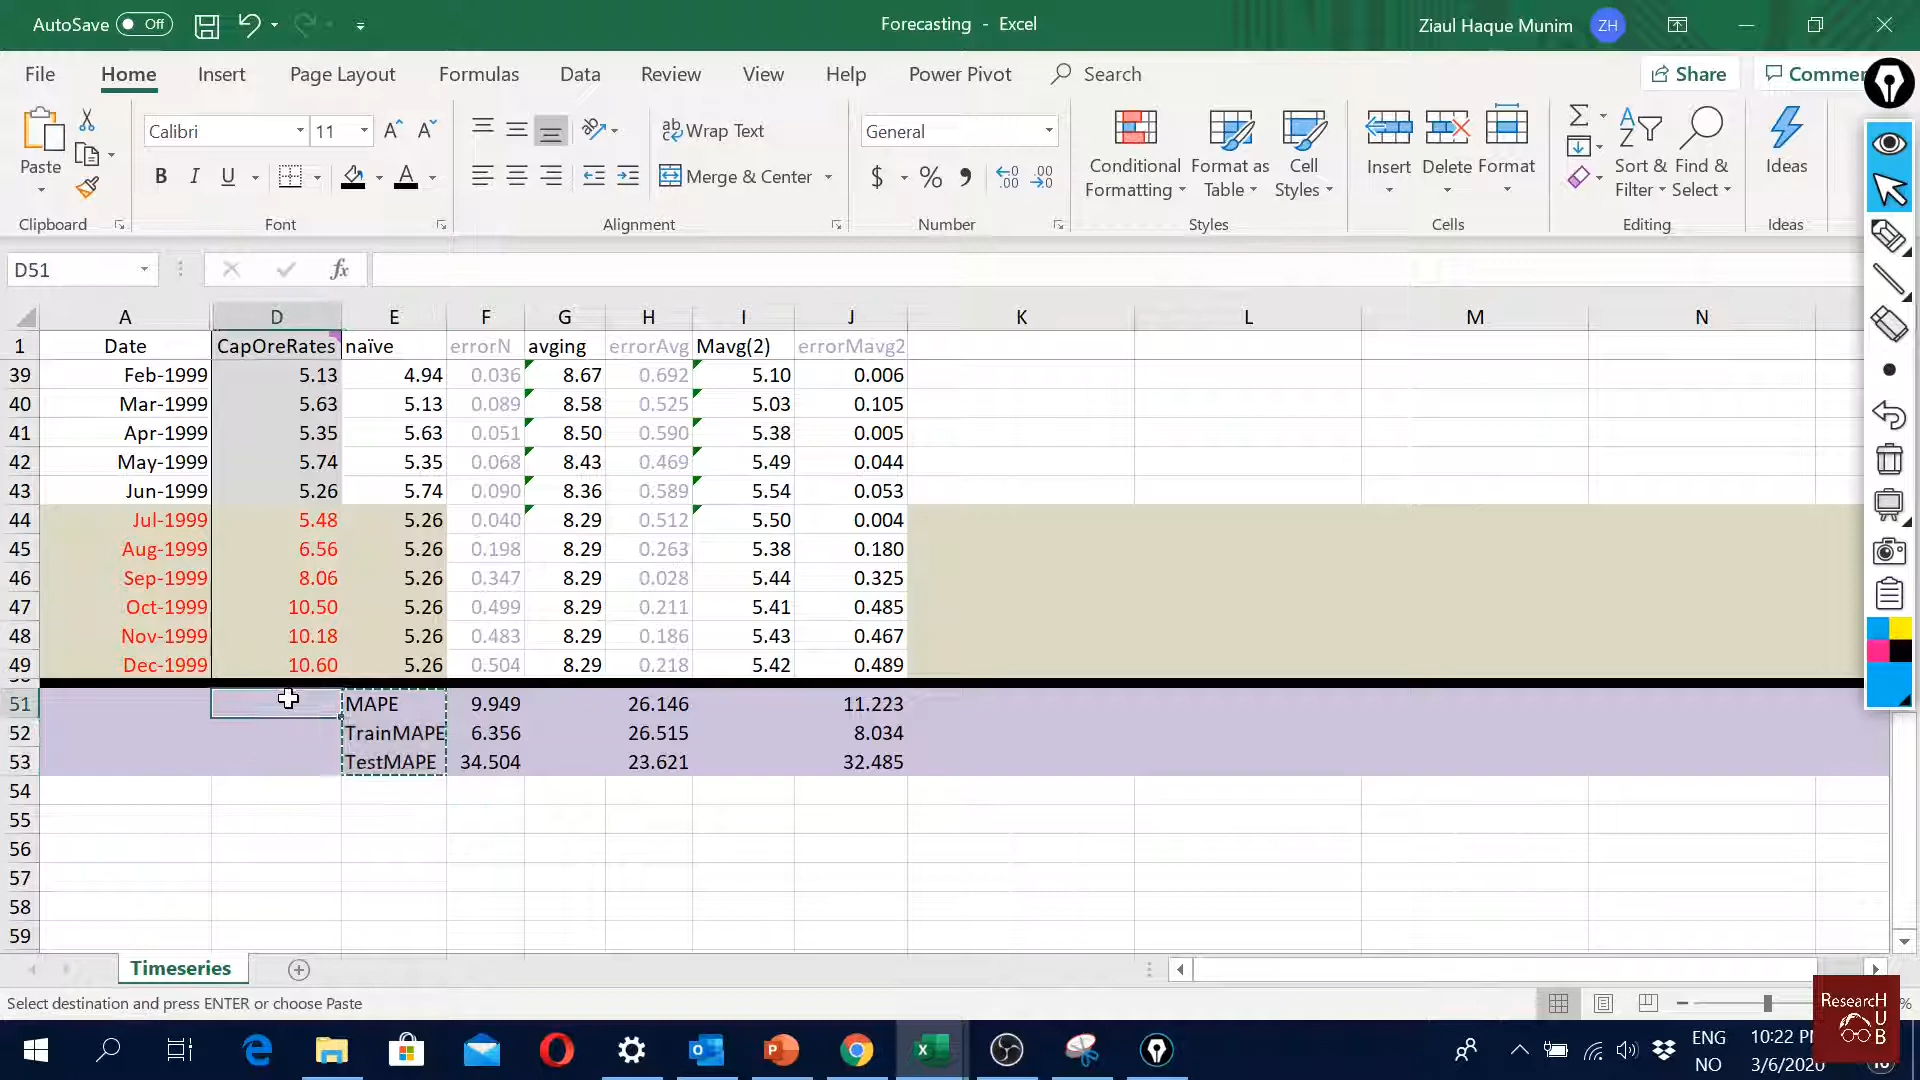 AutoSave Off
Forecasting - Excel
Ziaul Haque Munim ZH
File Home Insert Page Layout Formulas Data Review View Help Power Pivot Search Share Commer
Paste
Calibri 11
B I U A
ab Wrap Text
Merge & Center
General
$ % 
Conditional Formatting
Format as Table
Cell Styles
Insert Delete Format
Sort & Filter
Find & Select
Ideas
Clipboard Font Alignment Number Styles Cells Editing Ideas
D51 fx
A D E F G H I J K L M N
1 Date CapOreRates naïve errorN avging errorAvg Mavg(2) errorMavg2
39 Feb-1999 5.13 4.94 0.036 8.67 0.692 5.10 0.006
40 Mar-1999 5.63 5.13 0.089 8.58 0.525 5.03 0.105
41 Apr-1999 5.35 5.63 0.051 8.50 0.590 5.38 0.005
42 May-1999 5.74 5.35 0.068 8.43 0.469 5.49 0.044
43 Jun-1999 5.26 5.74 0.090 8.36 0.589 5.54 0.053
44 Jul-1999 5.48 5.26 0.040 8.29 0.512 5.50 0.004
45 Aug-1999 6.56 5.26 0.198 8.29 0.263 5.38 0.180
46 Sep-1999 8.06 5.26 0.347 8.29 0.028 5.44 0.325
47 Oct-1999 10.50 5.26 0.499 8.29 0.211 5.41 0.485
48 Nov-1999 10.18 5.26 0.483 8.29 0.186 5.43 0.467
49 Dec-1999 10.60 5.26 0.504 8.29 0.218 5.42 0.489
51 MAPE 9.949 26.146 11.223
52 TrainMAPE 6.356 26.515 8.034
53 TestMAPE 34.504 23.621 32.485
54
55
56
57
58
59
Timeseries
Select destination and press ENTER or choose Paste
%
ResearcH
U
B
ENG
NO
10:22 P
3/6/2020